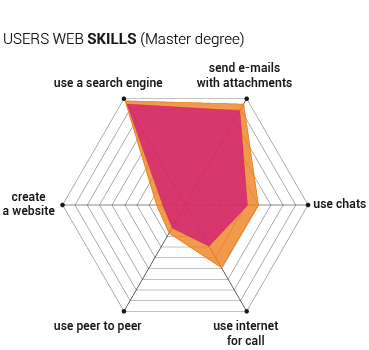 USERS WEB SKILLS (Master degree)
send e-mails
with attachments
use a search engine
create
a website
use chats
use peer to peer
use internet
for call